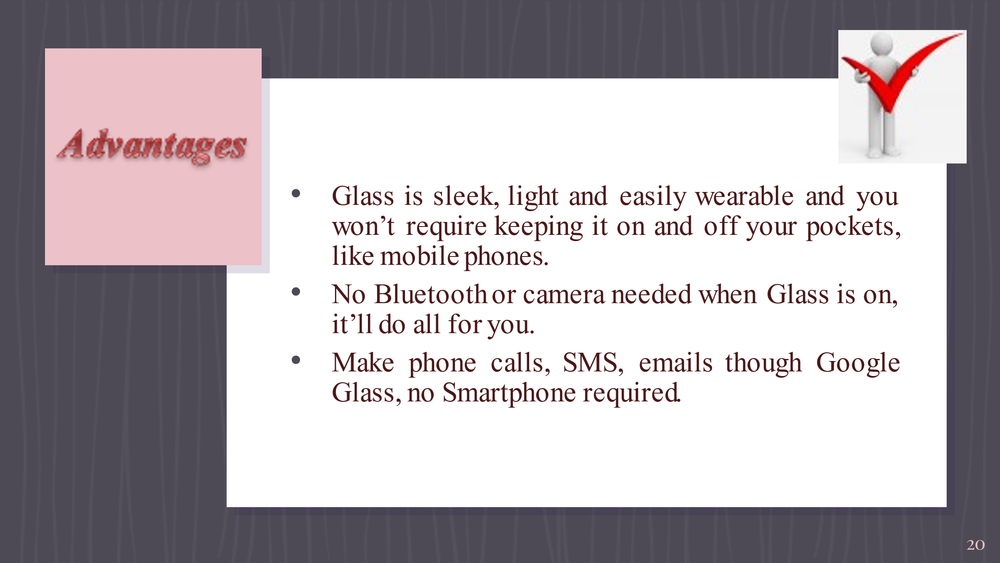 Advantages
• Glass is sleek, light and easily wearable and you
won’t require keeping it on and off your pockets,
like mobile phones.
• No Bluetooth or camera needed when Glass is on,
it’ll do all for you.
• Make phone calls, SMS, emails though Google
Glass, no Smartphone required.
20